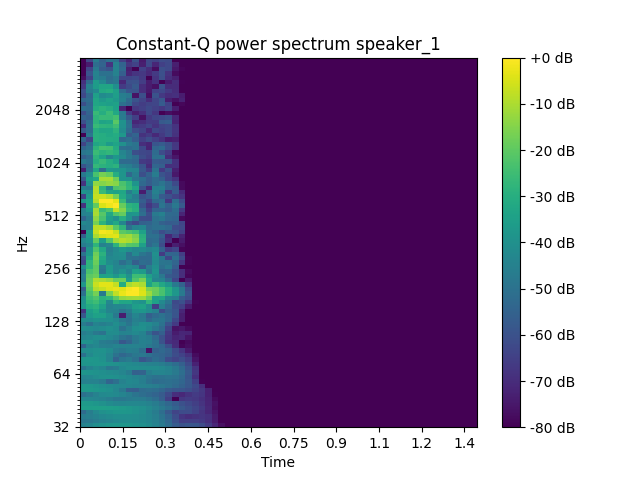 Constant-Q power spectrum speaker_1
Hz
2048
1024
512
256
128
64
32
0 0.15 0.3 0.45 0.6 0.75 0.9 1.1 1.2 1.4
Time
+0 dB
-10 dB
-20 dB
-30 dB
-40 dB
-50 dB
-60 dB
-70 dB
-80 dB